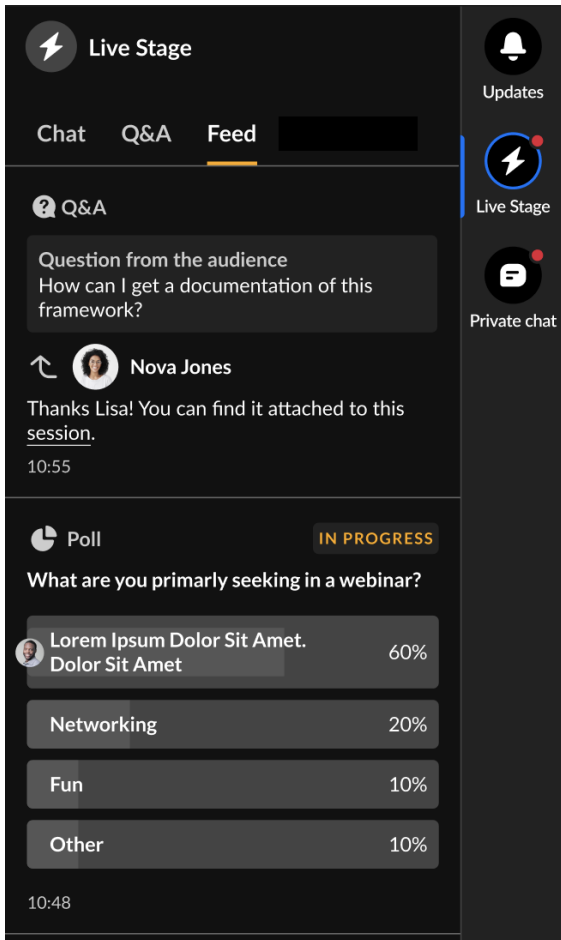 Live Stage
Chat Q&A Feed
Q&A
Question from the audience
How can I get a documentation of this
framework?
Nova Jones
Thanks Lisa! You can find it attached to this
session.
10:55
Poll IN PROGRESS
What are you primarly seeking in a webinar?
Lorem Ipsum Dolor Sit Amet.
Dolor Sit Amet 60%
Networking 20%
Fun 10%
Other 10%
10:48
Updates
Live Stage
Private chat